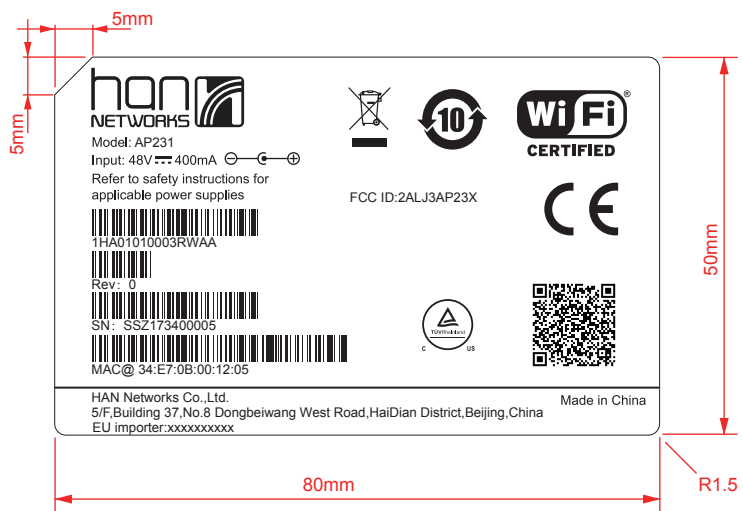 5mm
5mm
han
NETWORKS
Model: AP231
Input: 48V 400mA
Refer to safety instructions for
applicable power supplies
10
Wi Fi
®
CERTIFIED
FCC ID:2ALJ3AP23X
CE
1HA01010003RWAA
Rev: 0
SN: SSZ173400005
MAC@ 34:E7:0B:00:12:05
TÜVRheinland
C US
50mm
HAN Networks Co.,Ltd.
Made in China
5/F,Building 37,No.8 Dongbeiwang West Road,HaiDian District,Beijing,China
EU importer:xxxxxxxxxx
80mm
R1.5